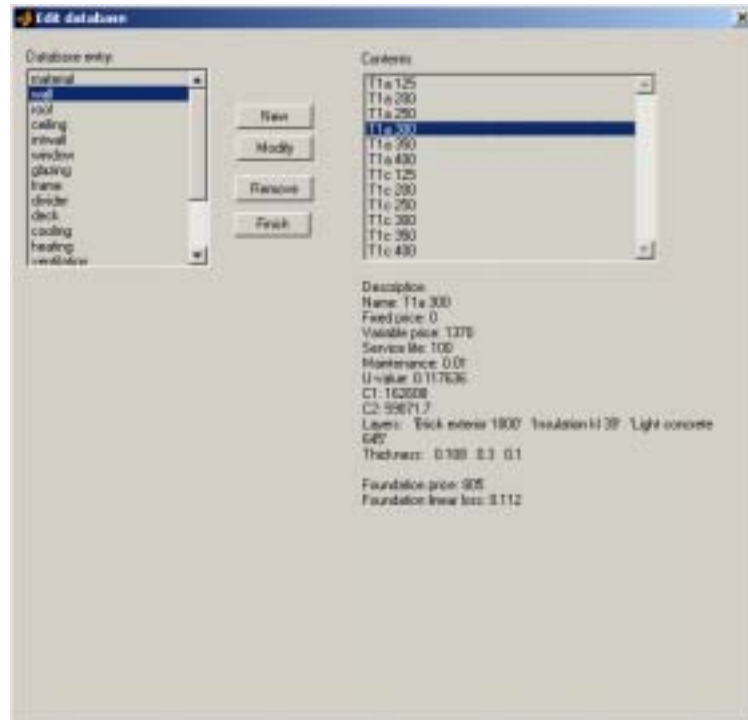 Edit database
Database entry
material
wall
roof
ceiling
intwall
window
glazing
frame
divider
deck
cooling
heating
ventilation
New
Modify
Remove
Finish
Contents
T1a 125
T1a 200
T1a 250
T1a 300
T1a 350
T1a 400
T1c 125
T1c 200
T1c 250
T1c 300
T1c 350
T1c 400
Description
Name: T1a 300
Fixed price: 0
Variable price: 1370
Service life: 100
Maintenance: 0.01
U-value: 0.117636
C1: 162608
C2: 59071.7
Layers: 'Brick exterior 1800' 'Insulation kl 39' 'Light concrete
645'
Thickness: 0.108 0.3 0.1
Foundation price: 805
Foundation linear loss: 0.112